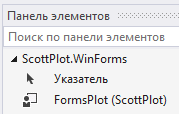 Панель элементов
Поиск по панели элементов
ScottPlot.WinForms
Указатель
FormsPlot (ScottPlot)